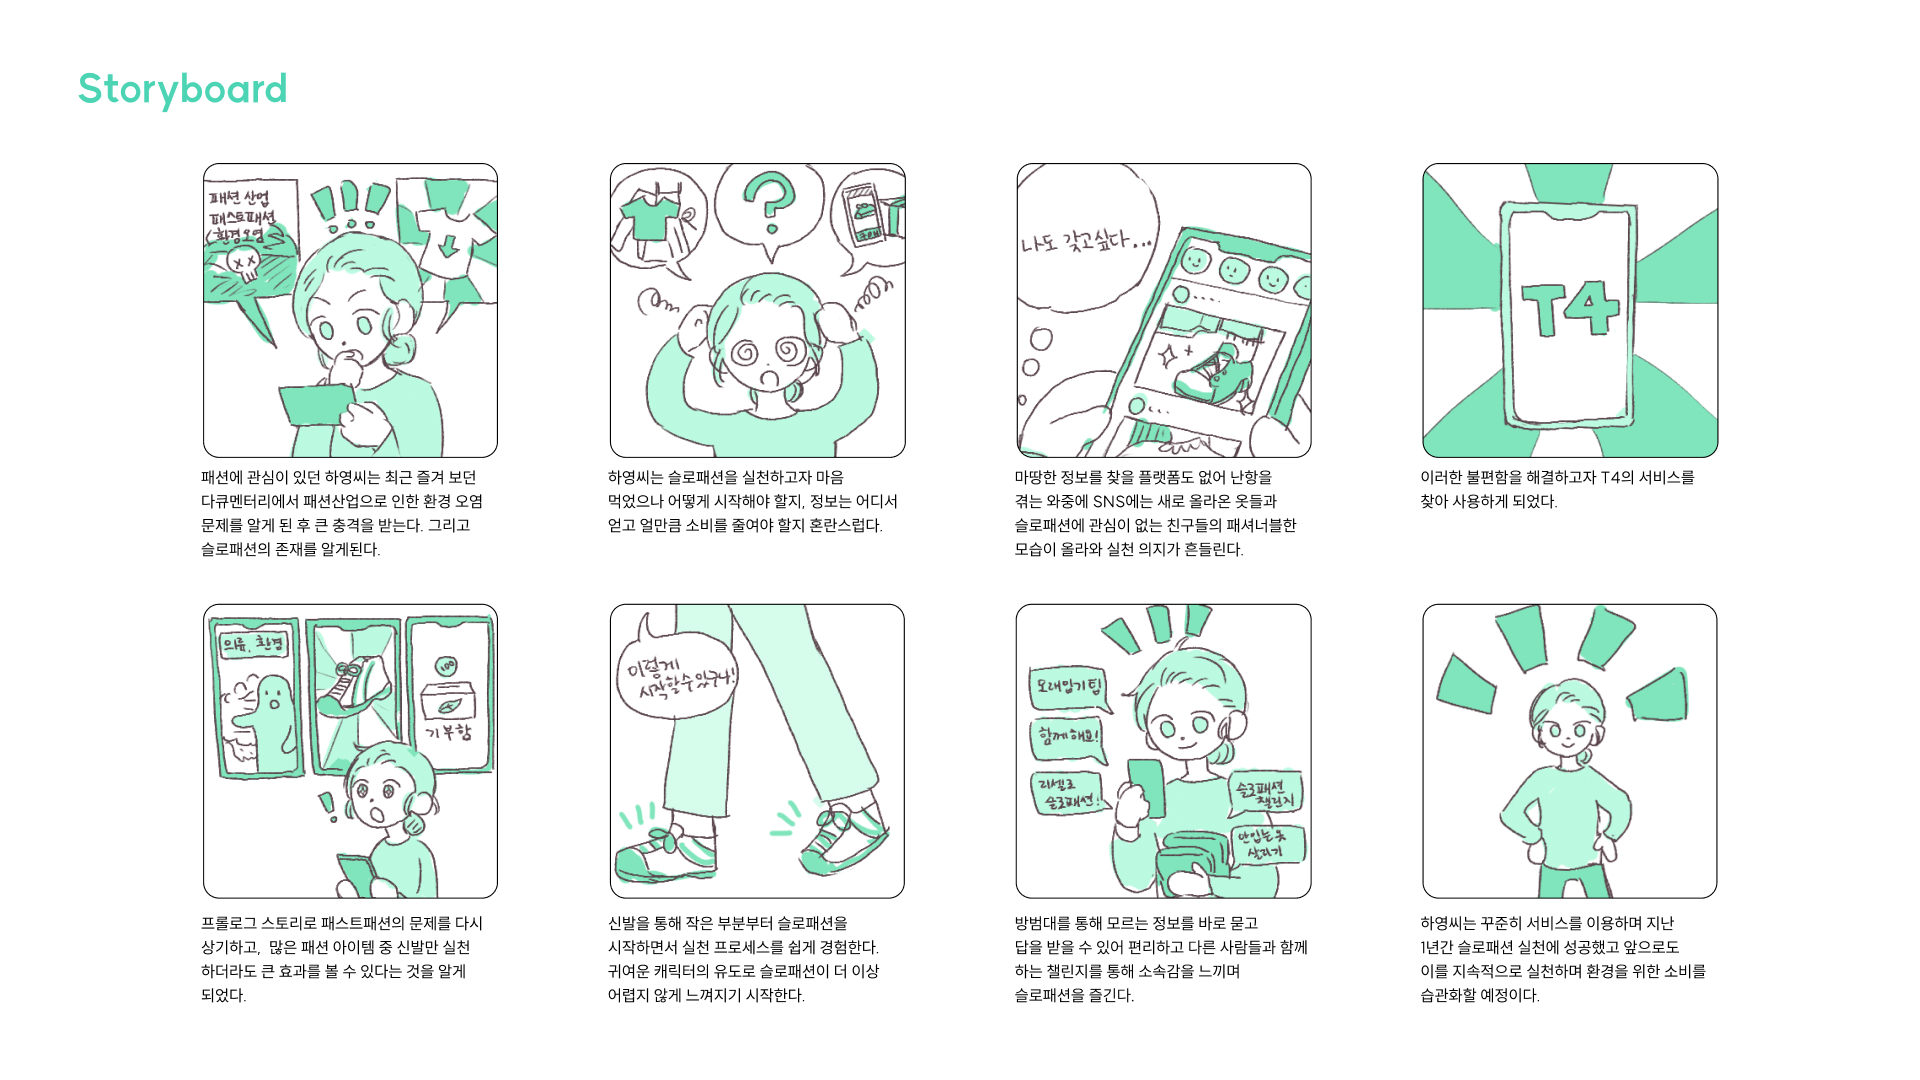 Storyboard
패션 산업
패스트패션
환경오염
나도 갖고싶다...
T4
패션에 관심이 있던 하영씨는 최근 즐겨 보던
다큐멘터리에서 패션산업으로 인한 환경 오염
문제를 알게 된 후 큰 충격을 받는다. 그리고
슬로패션의 존재를 알게된다.
하영씨는 슬로패션을 실천하고자 마음
먹었으나 어떻게 시작해야 할지, 정보는 어디서
얻고 얼만큼 소비를 줄여야 할지 혼란스럽다.
마땅한 정보를 찾을 플랫폼도 없어 난항을
겪는 와중에 SNS에는 새로 올라온 옷들과
슬로패션에 관심이 없는 친구들의 패셔너블한
모습이 올라와 실천 의지가 흔들린다.
이러한 불편함을 해결하고자 T4의 서비스를
찾아 사용하게 되었다.
의류, 환경
100
기부함
이렇게
시작할수있구나!
오래입기팁
함께해요!
리셀로
슬로패션!
슬로패션
챌린지
안입는옷
살리기
프롤로그 스토리로 패스트패션의 문제를 다시
상기하고, 많은 패션 아이템 중 신발만 실천
하더라도 큰 효과를 볼 수 있다는 것을 알게
되었다.
신발을 통해 작은 부분부터 슬로패션을
시작하면서 실천 프로세스를 쉽게 경험한다.
귀여운 캐릭터의 유도로 슬로패션이 더 이상
어렵지 않게 느껴지기 시작한다.
방범대를 통해 모르는 정보를 바로 묻고
답을 받을 수 있어 편리하고 다른 사람들과 함께
하는 챌린지를 통해 소속감을 느끼며
슬로패션을 즐긴다.
하영씨는 꾸준히 서비스를 이용하며 지난
1년간 슬로패션 실천에 성공했고 앞으로도
이를 지속적으로 실천하며 환경을 위한 소비를
습관화할 예정이다.